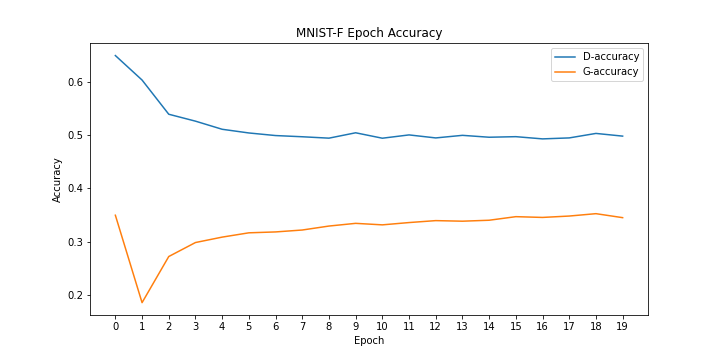 MNIST-F Epoch Accuracy
D-accuracy
G-accuracy
Accuracy
0.6
0.5
0.4
0.3
0.2
0 1 2 3 4 5 6 7 8 9 10 11 12 13 14 15 16 17 18 19
Epoch